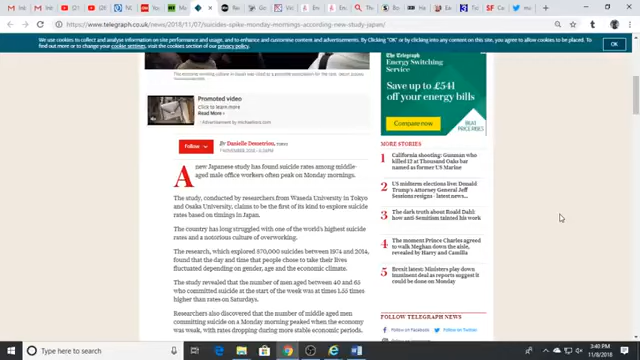 https://www.telegraph.co.uk/news/2018/11/07/suicides-spike-monday-mornings-according-new-study-japan/
We use cookies to collect and analyse information on site performance and usage, and to enhance and customise content and advertisements. By Clicking "OK" or by clicking into any content on this site, you agree to allow cookies to be placed. To
find out more or to change your cookie settings, visit the cookies section of our privacy policy.
OK
Promoted video
Click to learn more
Read More ›
The Telegraph
Energy Switching
Service
Save up to £541
off your energy bills
Compare now
BEAT
PRICE RISES
Follow
By Danielle Demetriou, TOKYO
7 NOVEMBER 2018
A new Japanese study has found suicide rates among middle-
aged male office workers often peak on Monday mornings.
The study, conducted by researchers from Waseda University in Tokyo
and Osaka University, claims to be the first of its kind to explore suicide
rates based on timings in Japan.
The country has long struggled with one of the world's highest suicide
rates and a notorious culture of overworking.
The research, which explored 870,000 suicides between 1974 and 2014,
found that the day and time that people chose to take their lives
fluctuated depending on gender, age and the economic climate.
The study revealed that the number of men aged between 40 and 65
who committed suicide at the start of the week was at times 1.55 times
higher than rates on Saturdays.
Researchers also discovered that the number of middle aged men
committing suicide on a Monday morning peaked when the economy
was weak, with rates dropping during more stable economic periods.
MORE STORIES
1 California shooting: Gunman who
killed 12 at Thousand Oaks bar
named as former US Marine
2 US midterm elections live: Donald
Trump's Attorney General Jeff
Sessions resigns - latest news...
3 The dark truth about Roald Dahl:
how anti-Semitism tainted his work
4 The moment Prince Charles agreed
to walk Meghan down the aisle,
revealed by Harry and Camilla
5 Brexit latest: Ministers play down
imminent deal as reports suggest it
could be done on Monday
FOLLOW TELEGRAPH NEWS
Follow on Facebook
Follow on Twitter
Type here to search
3:40 PM
11/8/2018